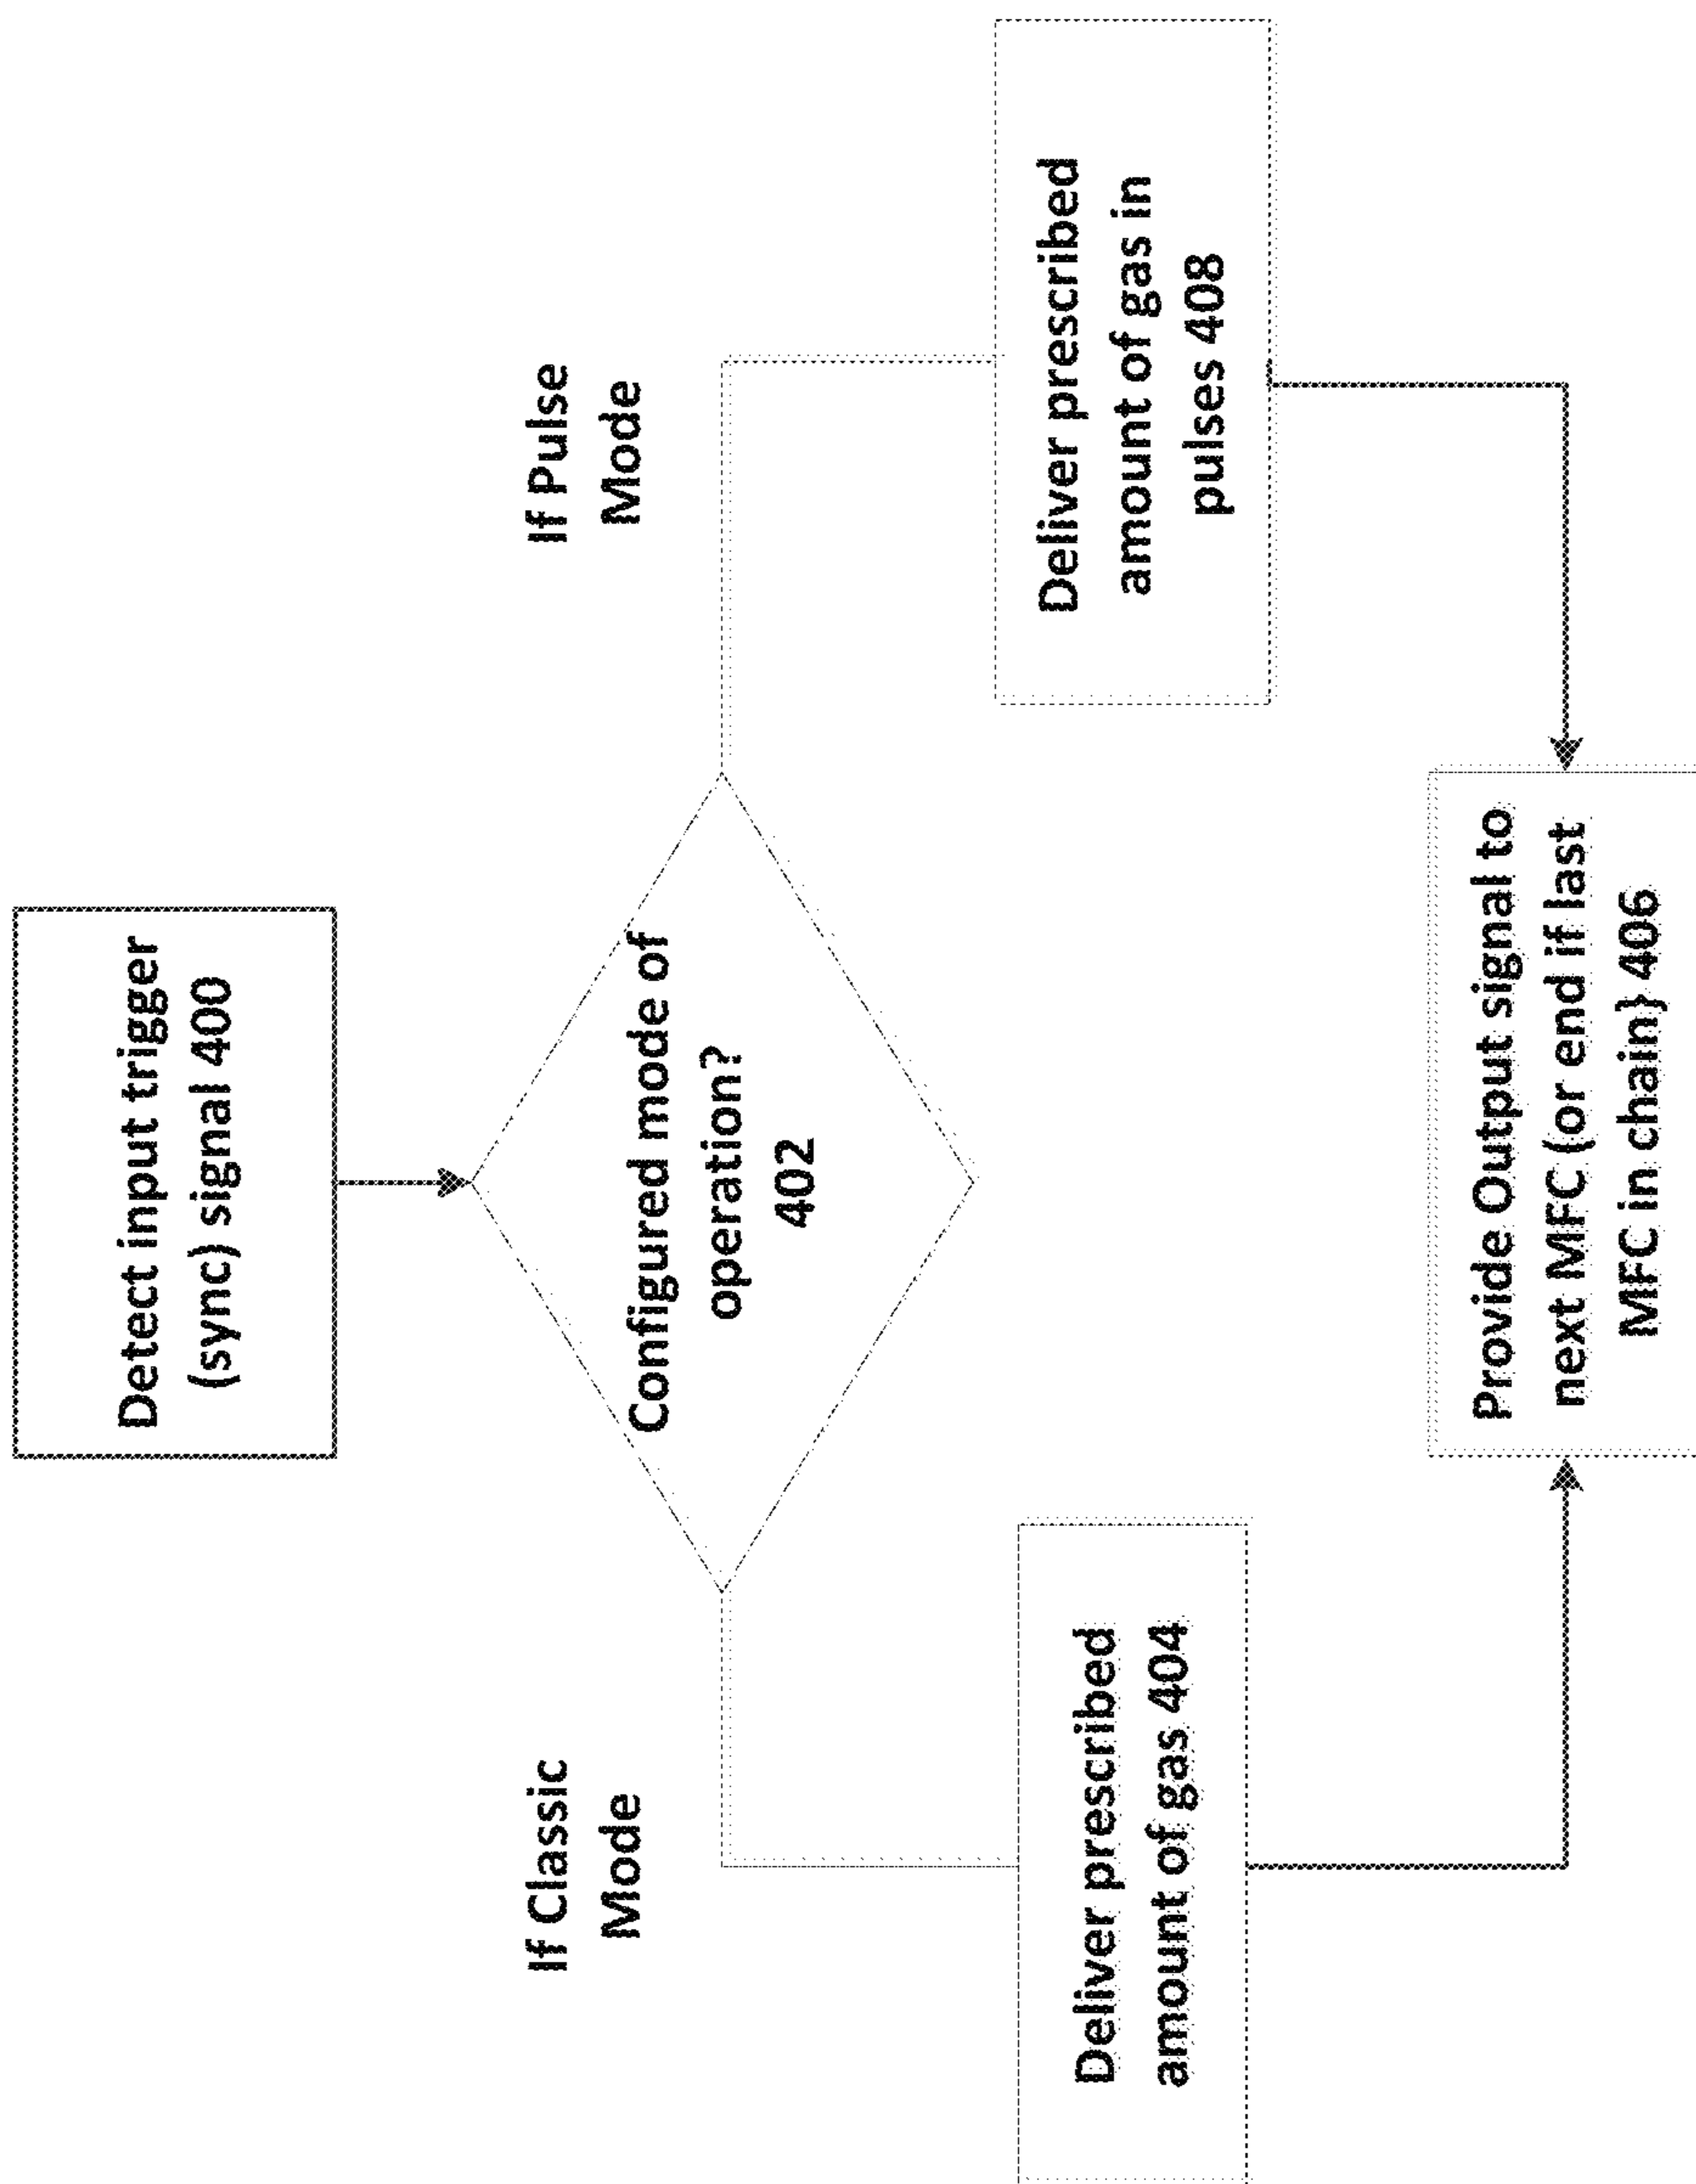 Detect input trigger
(sync) signal 400
Configured mode of
operation?
402
If Classic
Mode
If Pulse
Mode
Deliver prescribed
amount of gas 404
Deliver prescribed
amount of gas in
pulses 408
Provide Output signal to
next MFC (or end if last
MFC in chain) 406